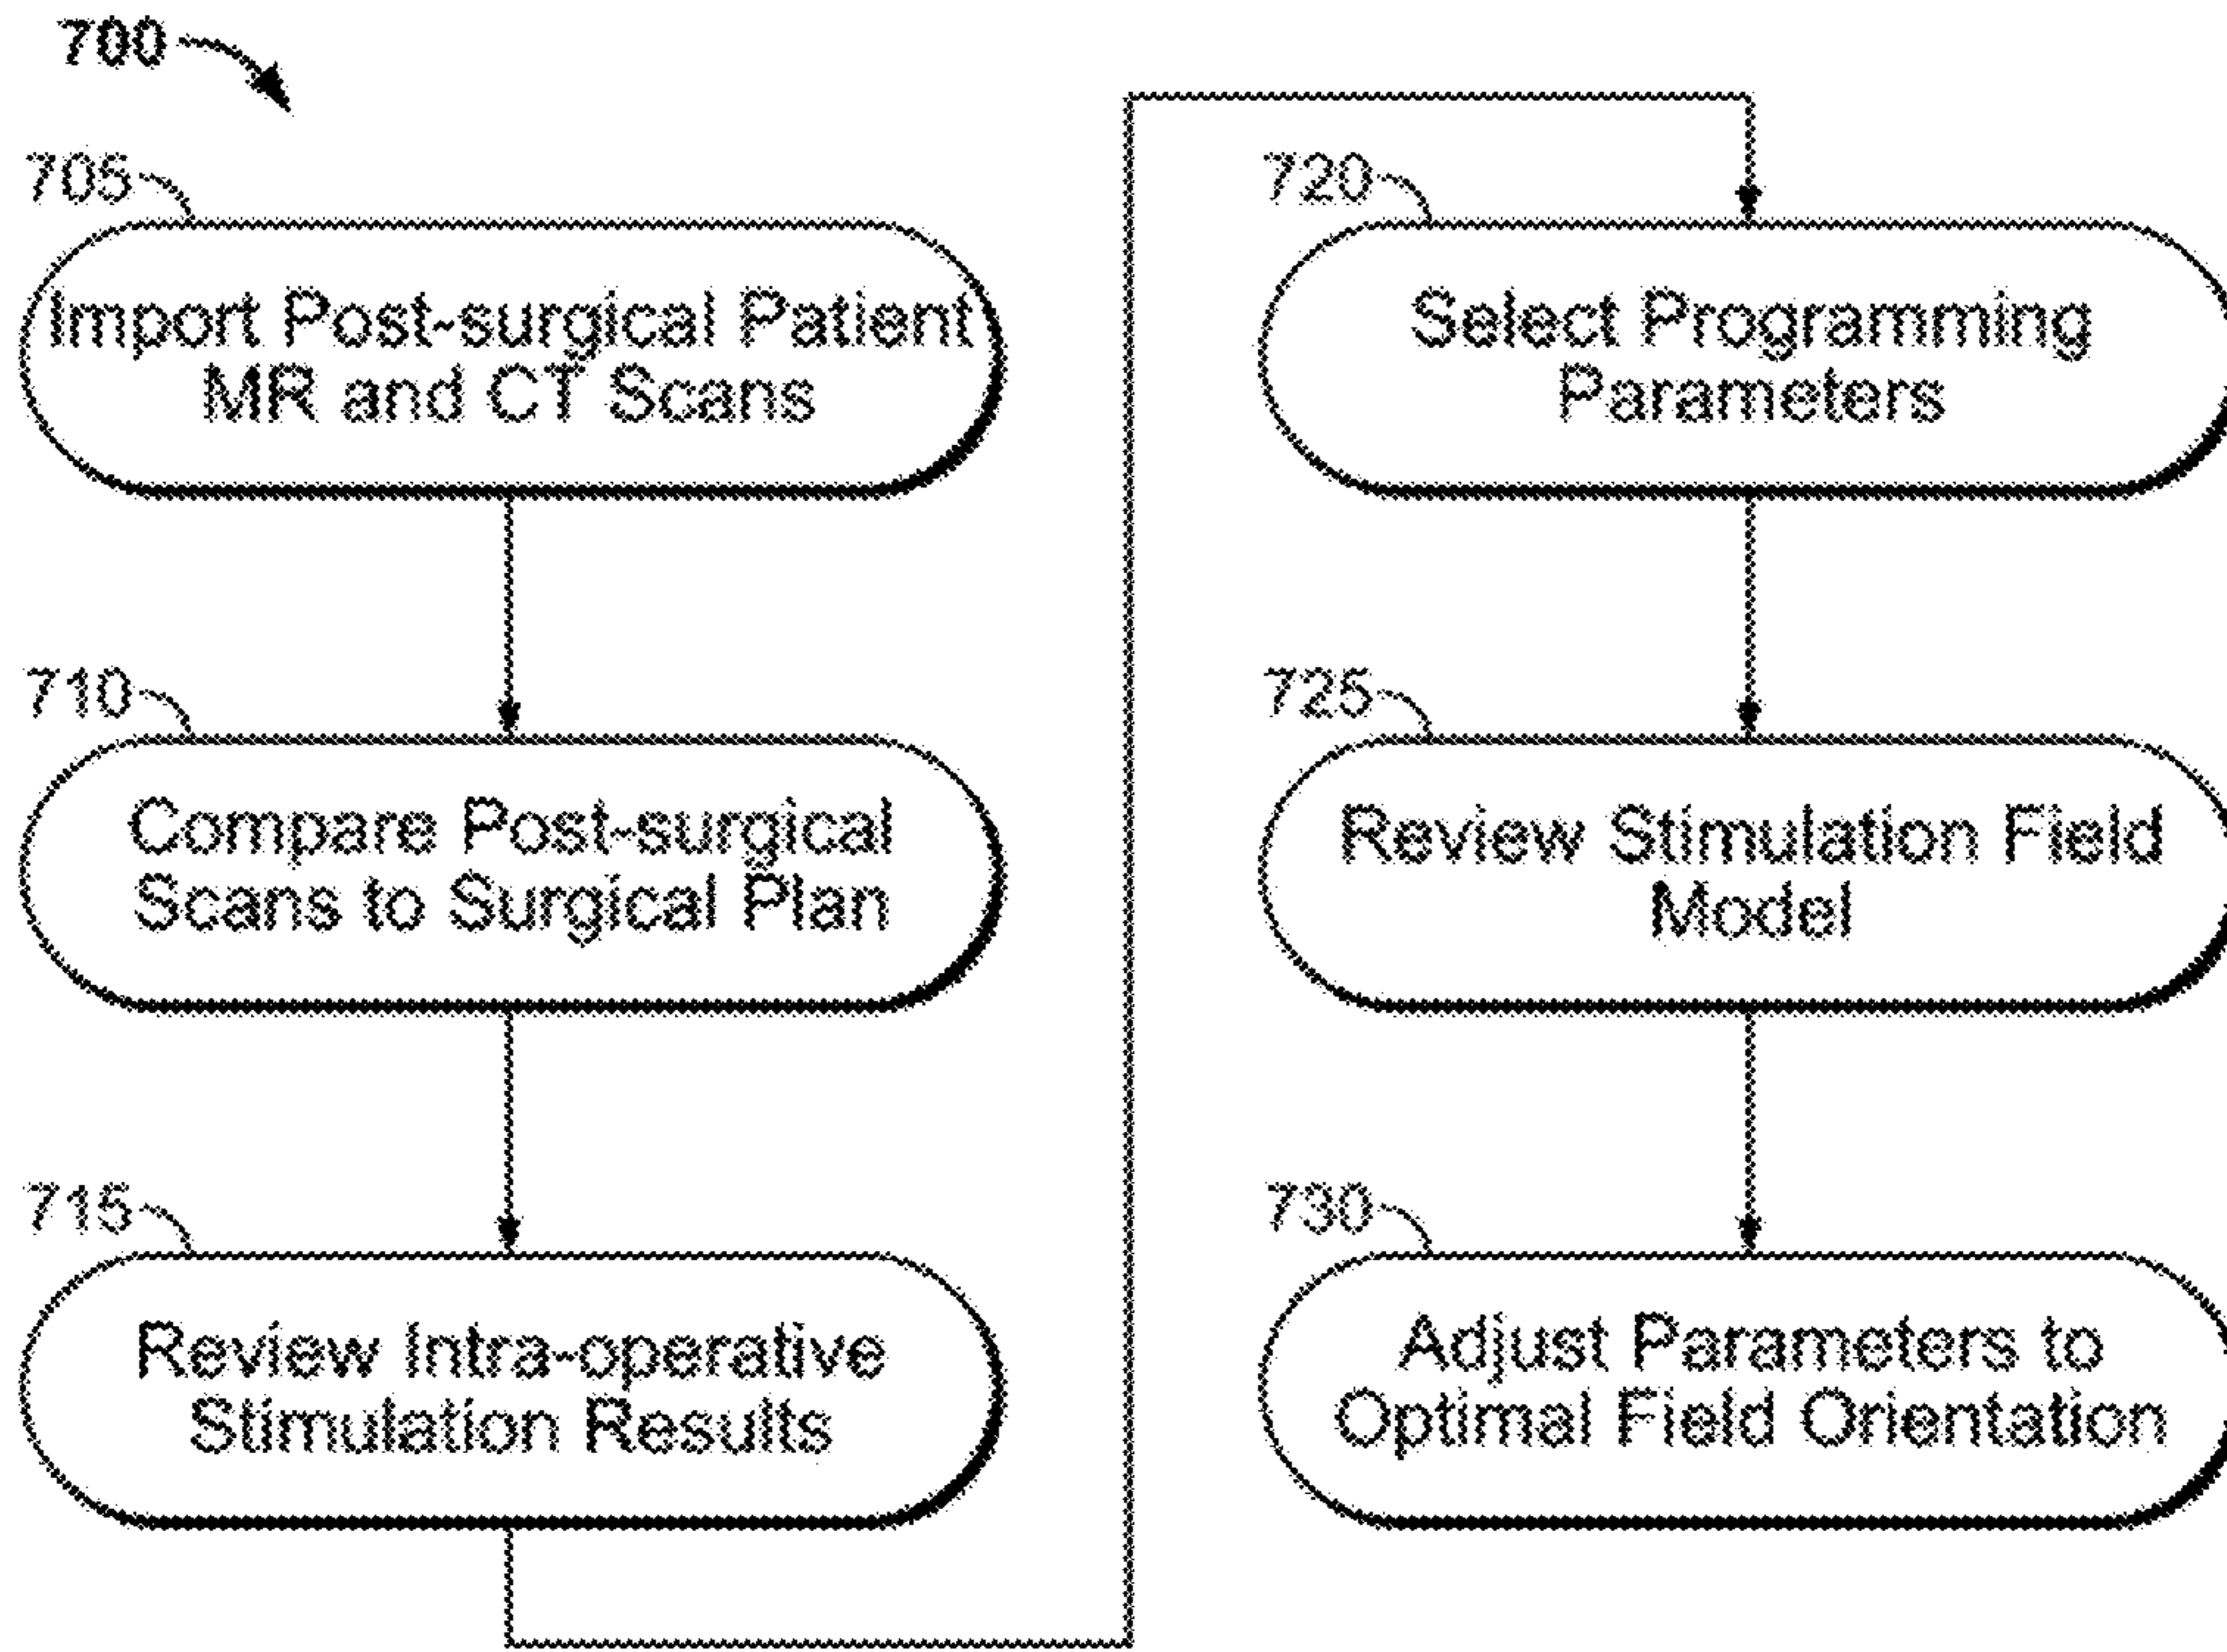 700
705
Import Post-surgical Patient
MR and CT Scans
710
Compare Post-surgical
Scans to Surgical Plan
715
Review Intra-operative
Stimulation Results
720
Select Programming
Parameters
725
Review Stimulation Field
Model
730
Adjust Parameters to
Optimal Field Orientation